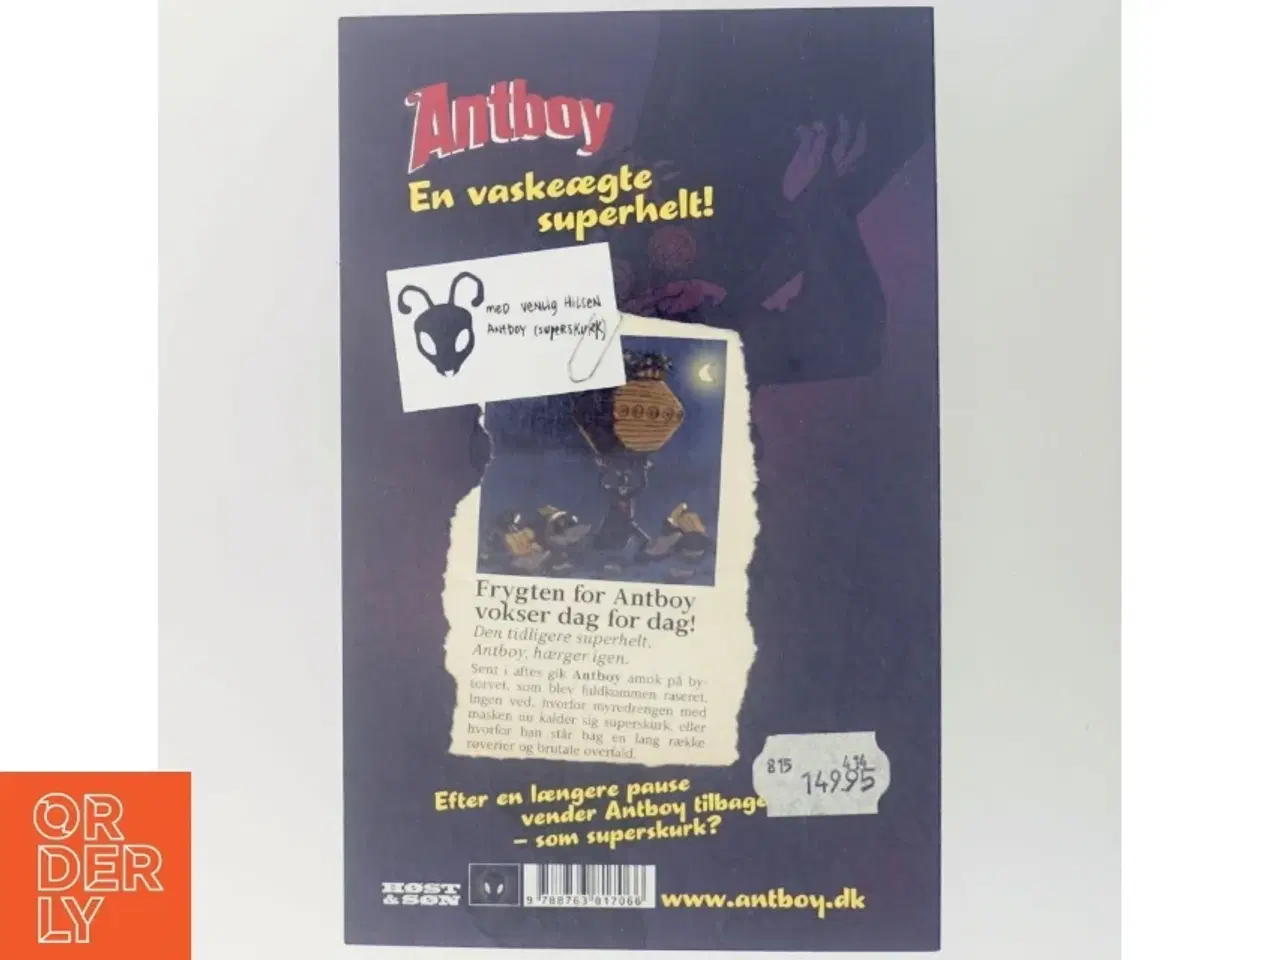 Antboy
En vaskeægte
superhelt!
MED VENLIG HILSEN
ANTBOY (SUPERSKURK)
Frygten for Antboy
vokser dag for dag!
Den tidligere superhelt,
Antboy, hærger igen.
Sent i aftes gik Antboy amok på by-
torvet, som blev fuldkommen raseret.
Ingen ved, hvorfor myredrengen med
masken nu kalder sig superskurk, eller
hvorfor han står bag en lang række
røverier og brutale overfald.
815 414
149.95
Efter en længere pause
vender Antboy tilbage
– som superskurk?
HØST
&SØN
9 788763 817066
www.antboy.dk
OR
DER
LY